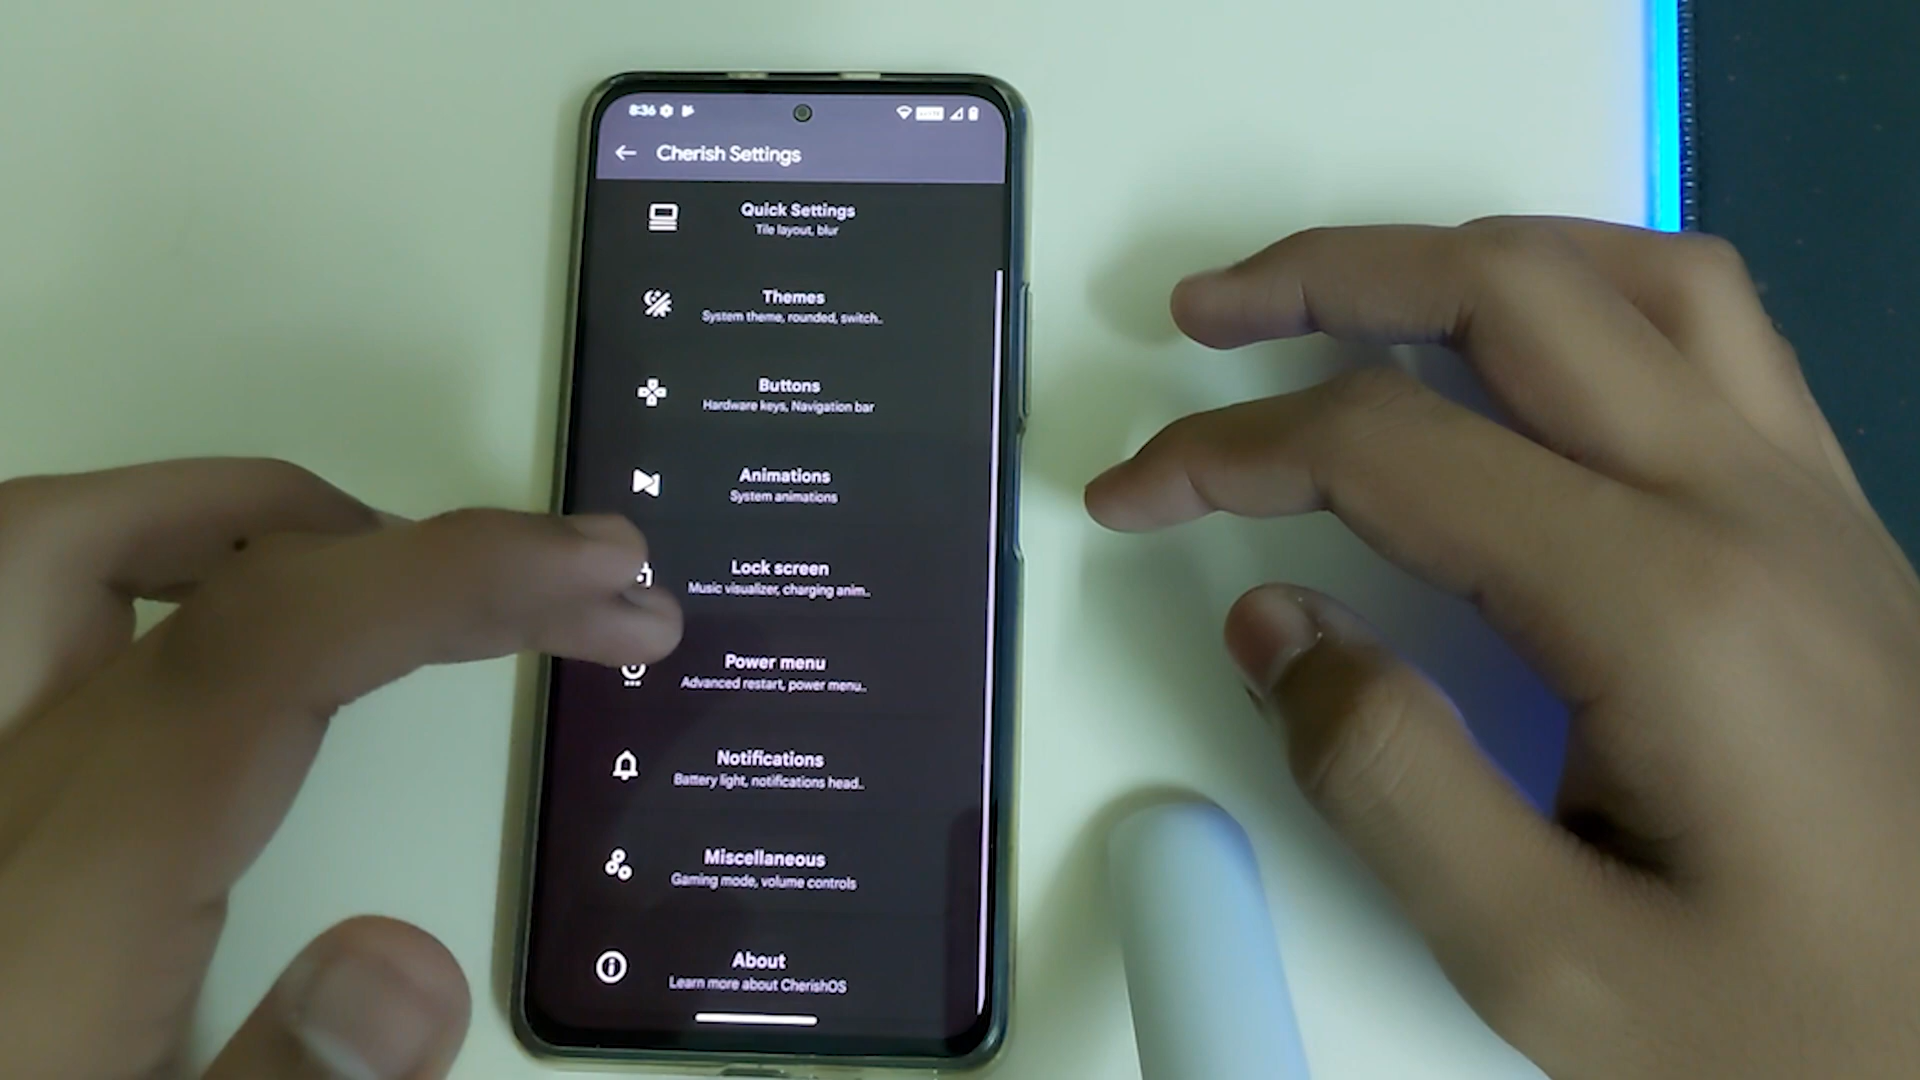 8:36
Cherish Settings
Quick Settings
Tile layout, blur
Themes
System theme, rounded, switch..
Buttons
Hardware keys, Navigation bar
Animations
System animations
Lock screen
Music visualizer, charging anim..
Power menu
Advanced restart, power menu..
Notifications
Battery light, notifications head..
Miscellaneous
Gaming mode, volume controls
About
Learn more about CherishOS